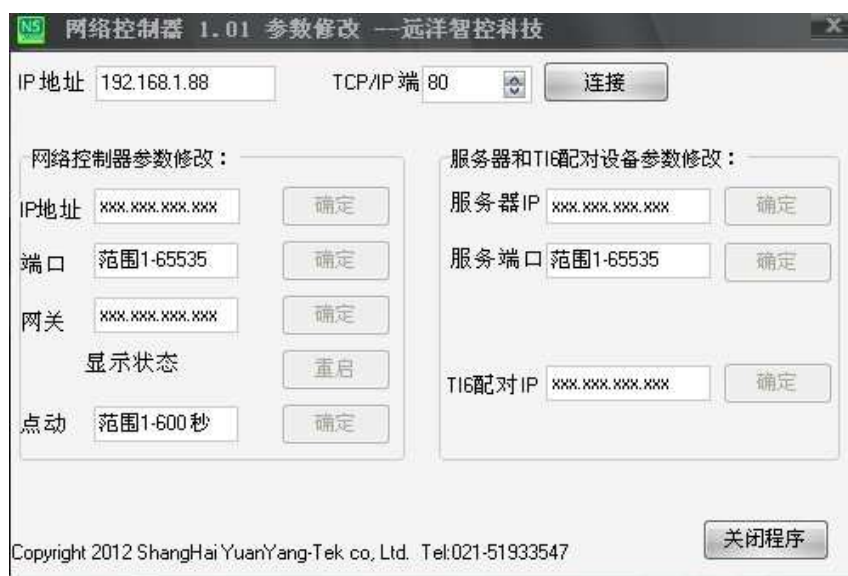 NS 网络控制器 1.01 参数修改 --远洋智控科技 X
IP地址 192.168.1.88 TCP/IP端 80 连接
网络控制器参数修改：
IP地址 xxx.xxx.xxx.xxx 确定
端口 范围1-65535 确定
网关 xxx.xxx.xxx.xxx 确定
显示状态 重启
点动 范围1-600秒 确定
服务器和TI6配对设备参数修改：
服务器IP xxx.xxx.xxx.xxx 确定
服务端口 范围1-65535 确定
TI6配对IP xxx.xxx.xxx.xxx 确定
关闭程序
Copyright 2012 ShangHai YuanYang-Tek co, Ltd. Tel:021-51933547